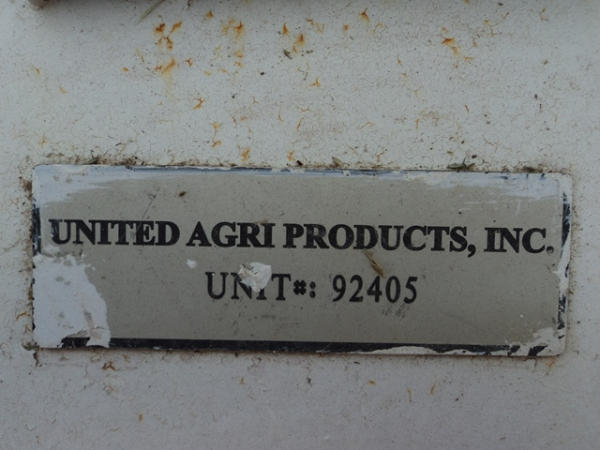 UNITED AGRI PRODUCTS, INC.
UNIT#: 92405